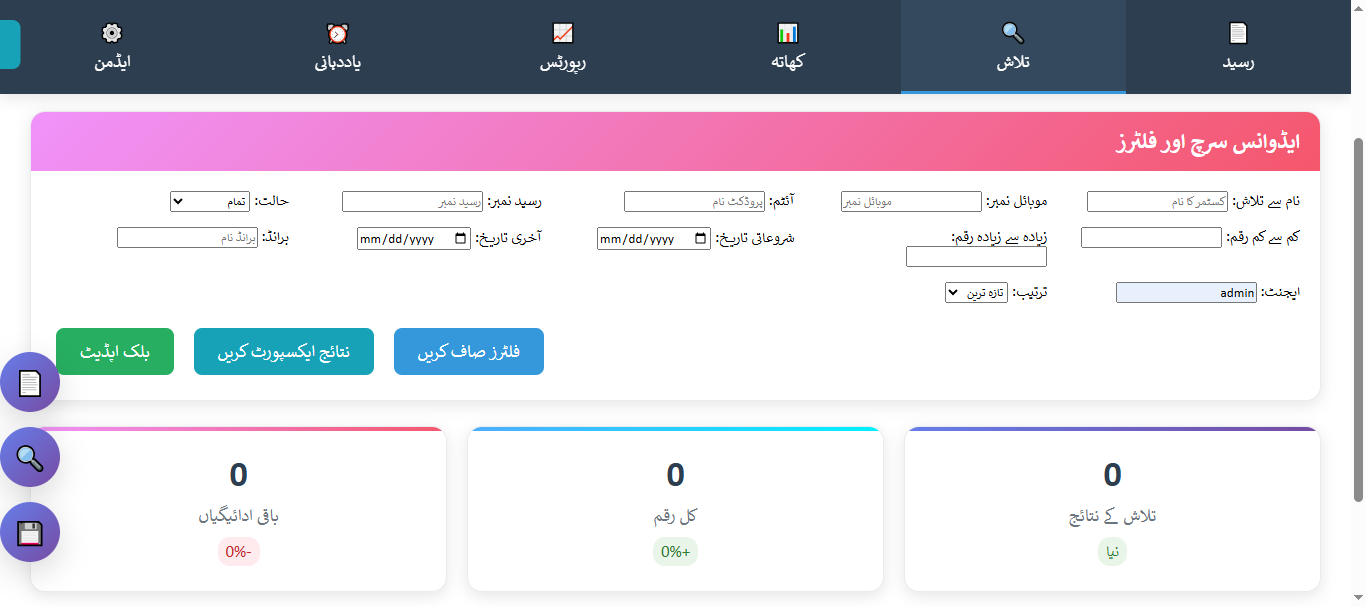 رسید
تلاش
کھاتہ
رپورٹس
یاددہانی
ایڈمن
ایڈوانس سرچ اور فلٹرز
نام سے تلاش: کسٹمر کا نام
موبائل نمبر: موبائل نمبر
آئٹم: پروڈکٹ نام
رسید نمبر: رسید نمبر
حالت: تمام
کم سے کم رقم:
زیادہ سے زیادہ رقم:
شروعاتی تاریخ: mm/dd/yyyy
آخری تاریخ: mm/dd/yyyy
برانڈ: برانڈ نام
ایجنٹ: admin
ترتیب: تازہ ترین
فلٹرز صاف کریں
نتائج ایکسپورٹ کریں
بلک اپڈیٹ
0
تلاش کے نتائج
نیا
0
کل رقم
0%+
0
باقی ادائیگیاں
0%-